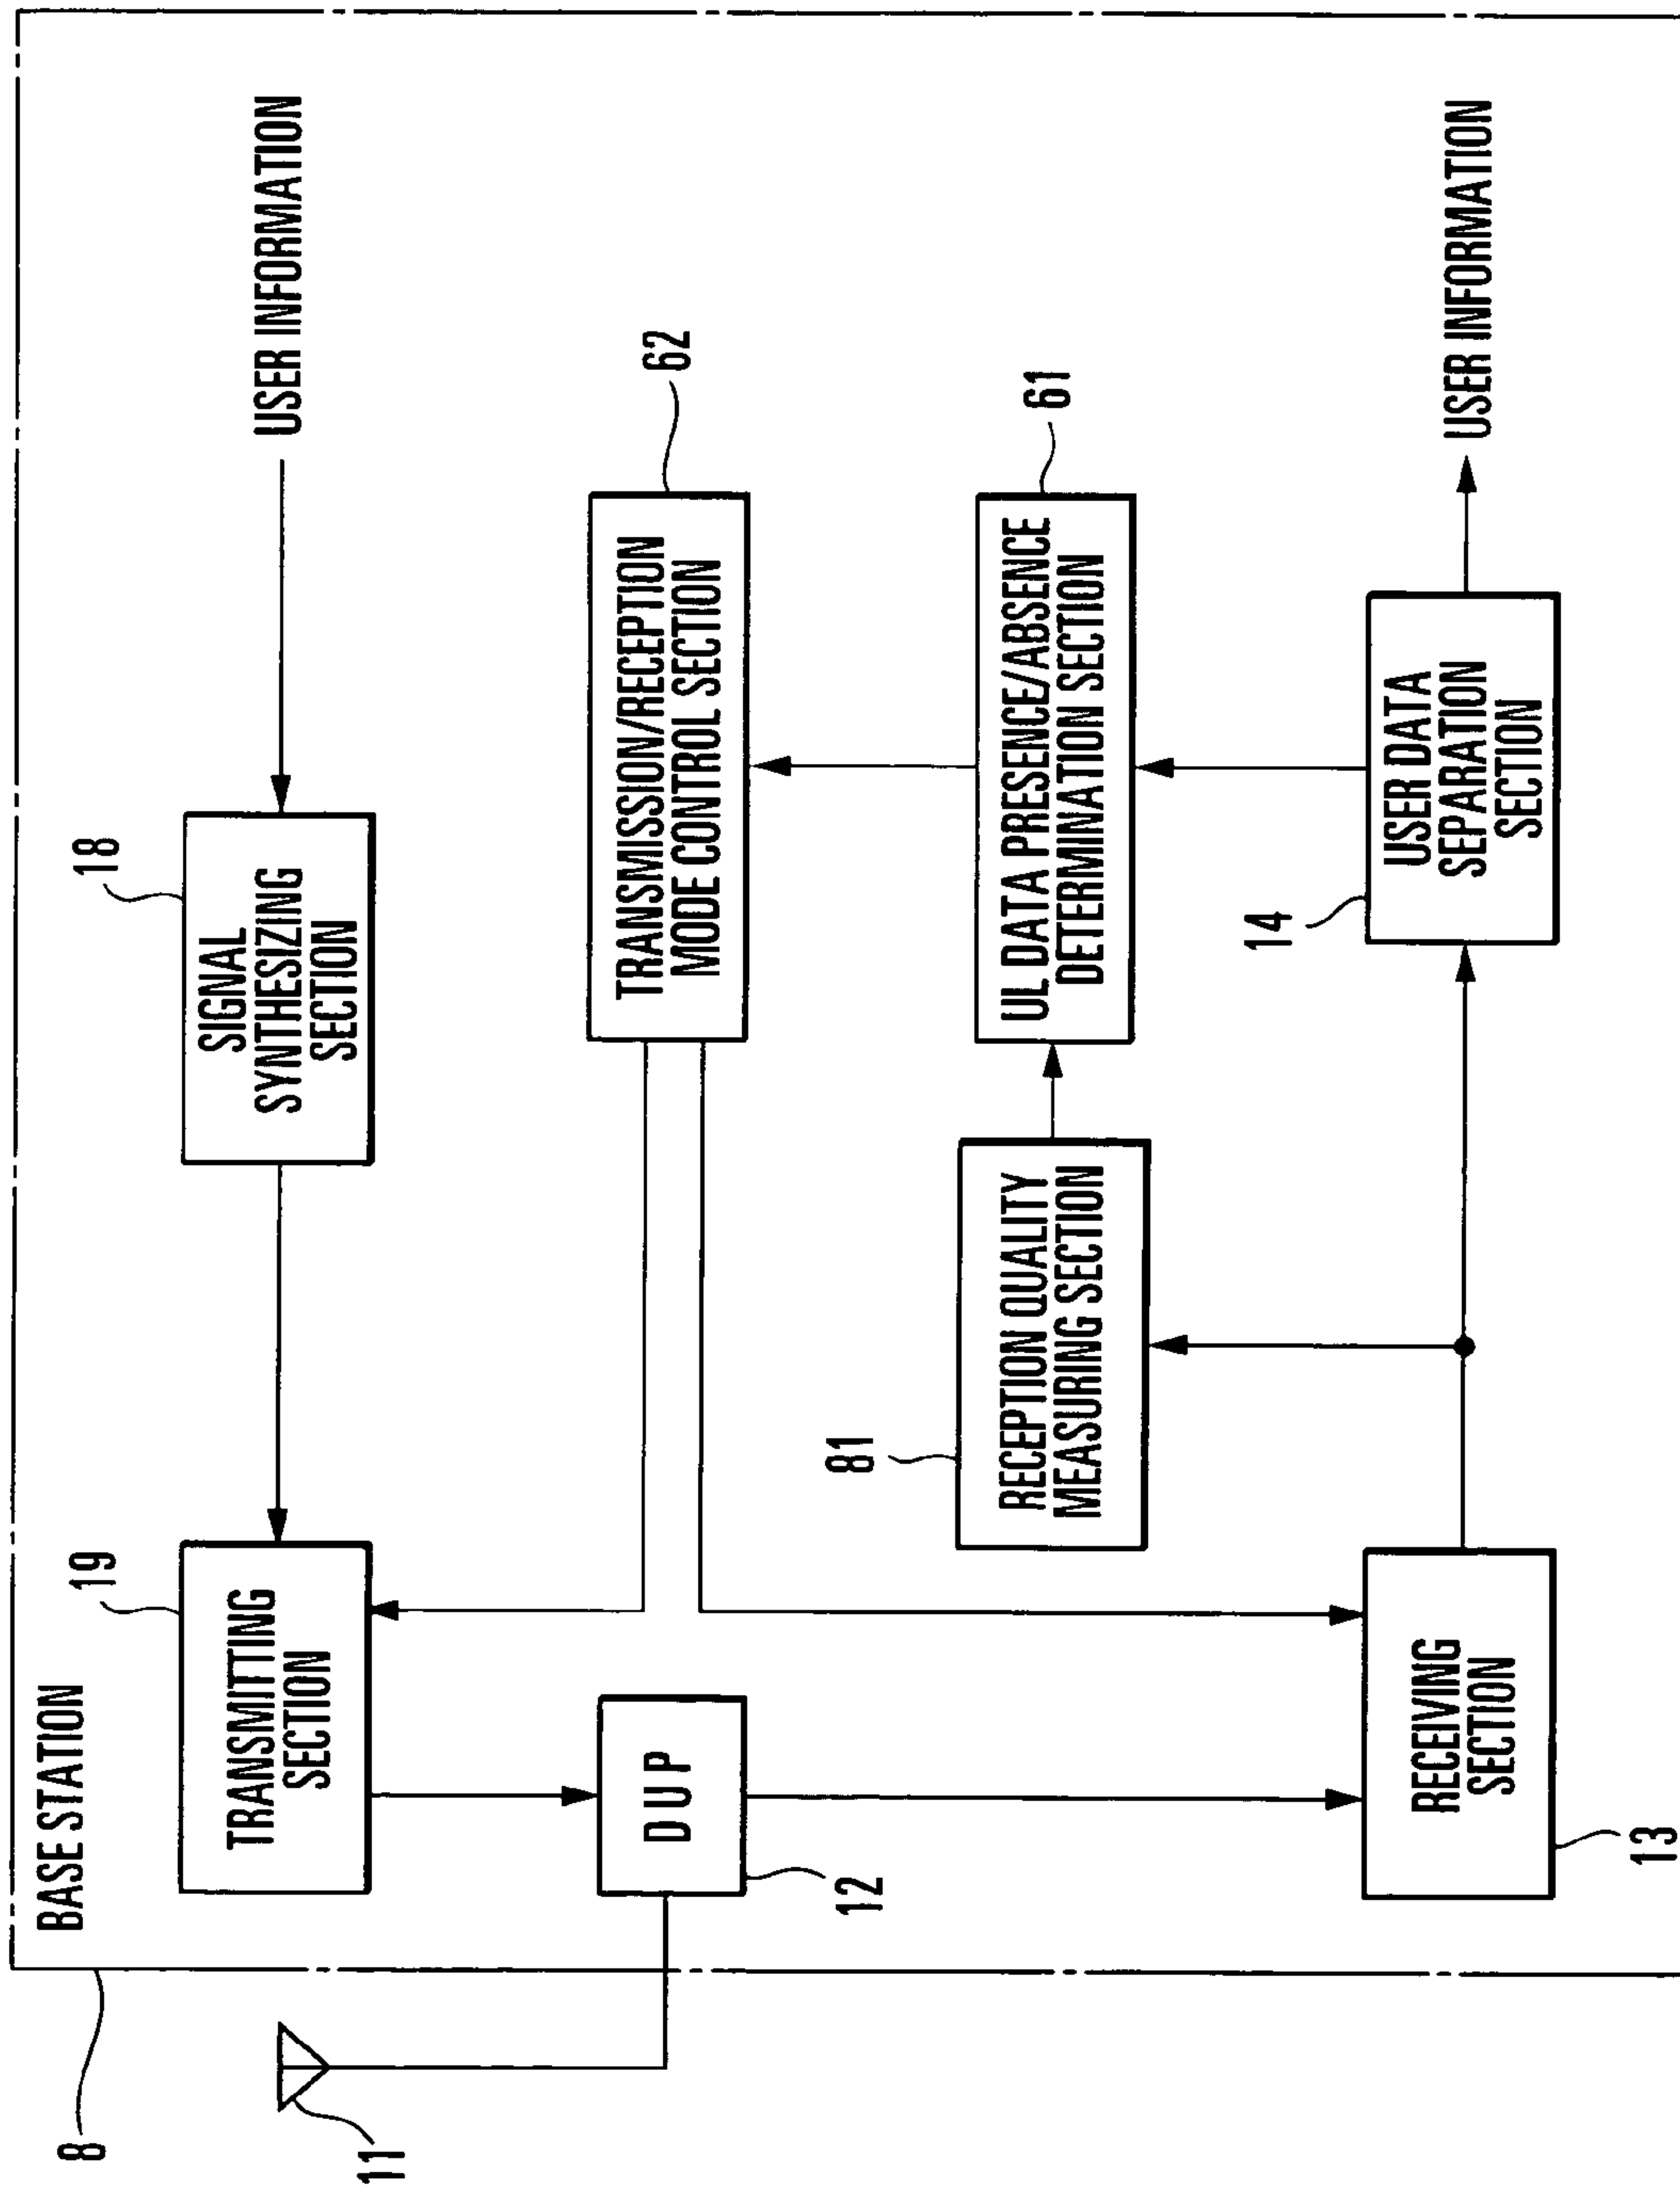 8
BASE STATION
11
19
TRANSMITTING
SECTION
18
SIGNAL
SYNTHESIZING
SECTION
USER INFORMATION
D U P
12
62
TRANSMISSION/RECEPTION
MODE CONTROL SECTION
81
RECEPTION QUALITY
MEASURING SECTION
61
UL DATA PRESENCE/ABSENCE
DETERMINATION SECTION
RECEIVING
SECTION
13
14
USER DATA
SEPARATION
SECTION
USER INFORMATION